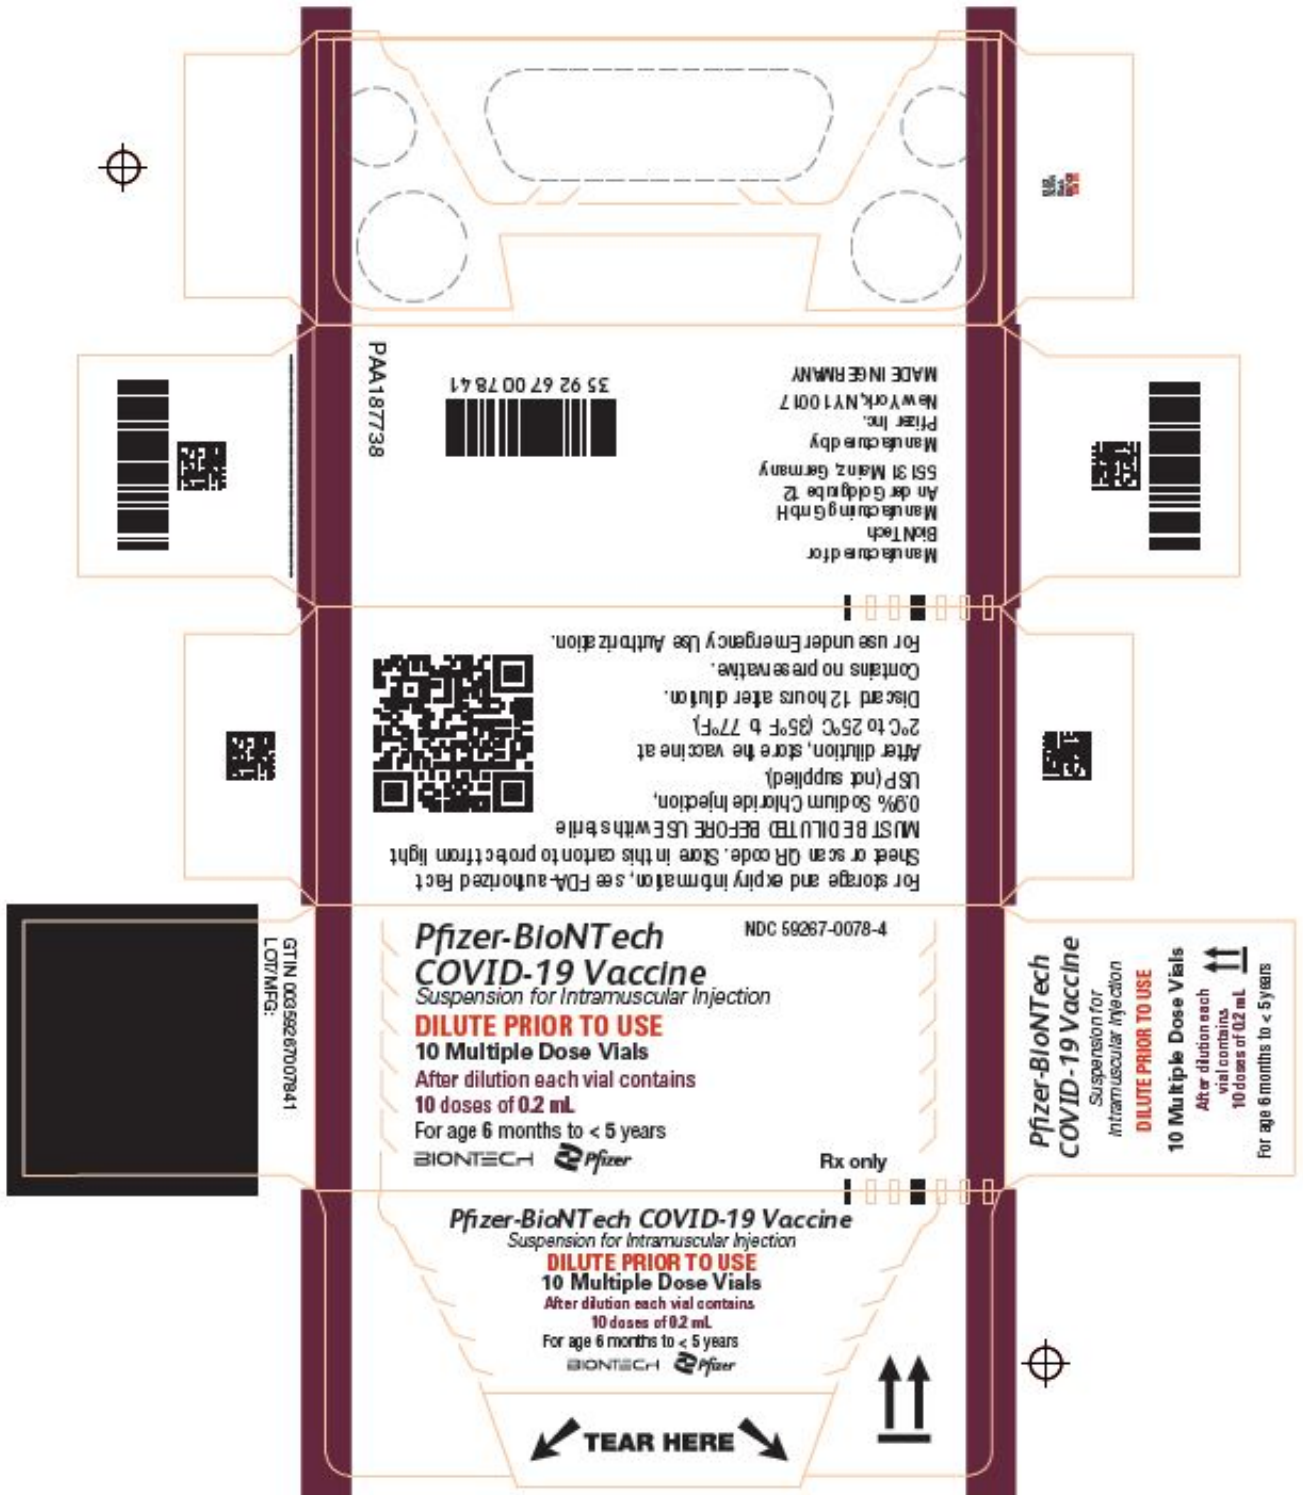 PAA187738
35 92 67 00 78 41
Manufactured for
BioNTech
Manufacturing GmbH
An der Goldgrube 12
55131 Mainz, Germany
Manufactured by
Pfizer Inc.
New York, NY 10017
MADE IN GERMANY
For storage and expiry information, see FDA-authorized Fact
Sheet or scan QR code. Store in this carton to protect from light
MUST BE DILUTED BEFORE USE with sterile
0.9% Sodium Chloride Injection,
USP (not supplied).
After dilution, store the vaccine at
2°C to 25°C (35°F to 77°F)
Discard 12 hours after dilution.
Contains no preservative.
For use under Emergency Use Authorization.
GTIN 00359267007841
LOT/MFG:
Pfizer-BioNTech
COVID-19 Vaccine
NDC 59267-0078-4
Suspension for Intramuscular Injection
DILUTE PRIOR TO USE
10 Multiple Dose Vials
After dilution each vial contains
10 doses of 0.2 mL
For age 6 months to < 5 years
BIONTECH Pfizer
Rx only
Pfizer-BioNTech
COVID-19 Vaccine
Suspension for
Intramuscular Injection
DILUTE PRIOR TO USE
10 Multiple Dose Vials
After dilution each
vial contains
10 doses of 0.2 mL
For age 6 months to < 5 years
Pfizer-BioNTech COVID-19 Vaccine
Suspension for Intramuscular Injection
DILUTE PRIOR TO USE
10 Multiple Dose Vials
After dilution each vial contains
10 doses of 0.2 mL
For age 6 months to < 5 years
BIONTECH Pfizer
TEAR HERE